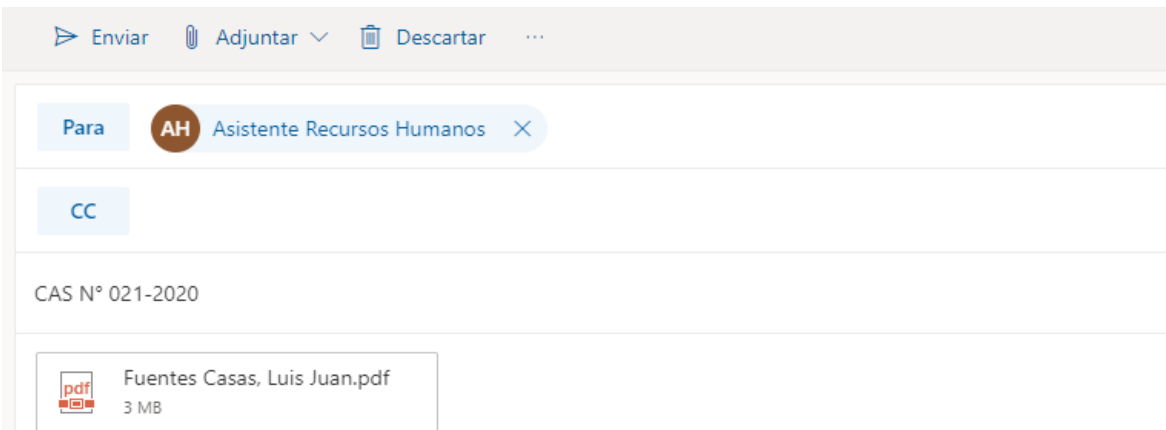 Enviar Adjuntar Descartar ...
Para AH Asistente Recursos Humanos
CC
CAS N° 021-2020
pdf Fuentes Casas, Luis Juan.pdf
3 MB